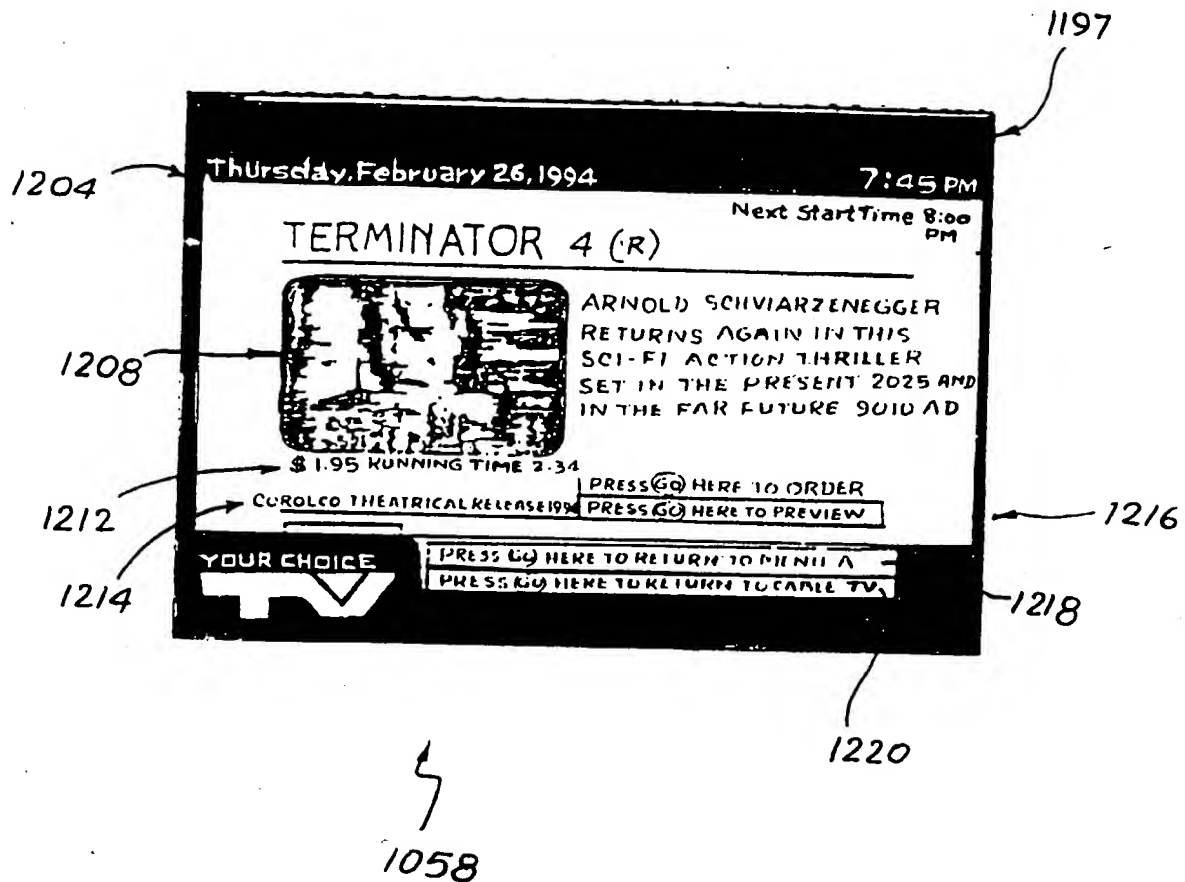 1197
1204
Thursday, February 26, 1994 7:45 PM
Next Start Time 8:00
PM
TERMINATOR 4 (R)
ARNOLD SCHWARZENEGGER
RETURNS AGAIN IN THIS
SCI-FI ACTION THRILLER
SET IN THE PRESENT 2025 AND
IN THE FAR FUTURE 9010 AD
1208
$1.95 RUNNING TIME 2.34
PRESS GO HERE TO ORDER
1212
COROLCO THEATRICAL RELEASE
PRESS GO HERE TO PREVIEW
1216
YOUR CHOICE
TV
PRESS GO HERE TO RETURN TO MENU A
PRESS GO HERE TO RETURN TO CABLE TV
1214
1218
1220
1058